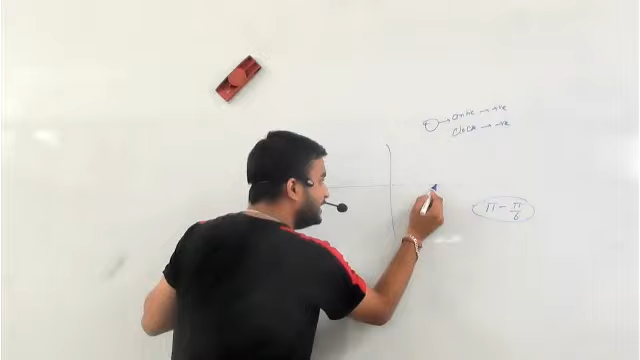 → Anti → +ve
Clock → -ve
π - π/6